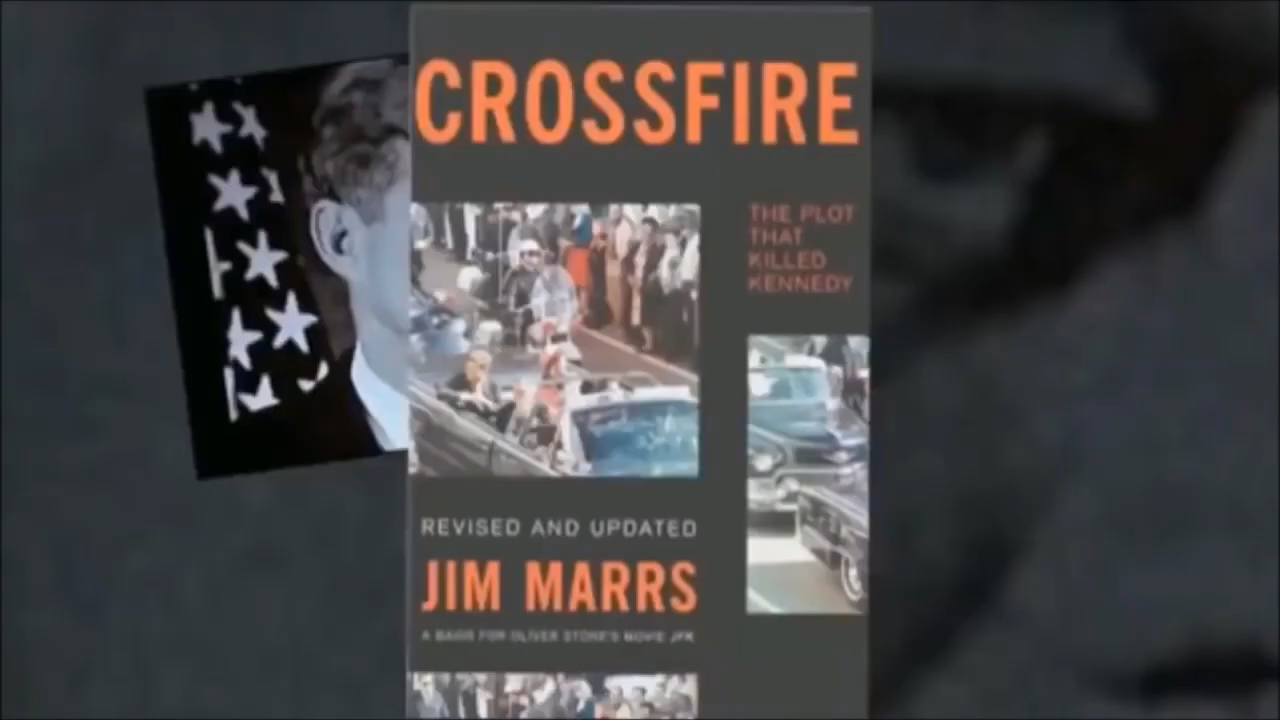 CROSSFIRE
THE PLOT
THAT
KILLED
KENNEDY
REVISED AND UPDATED
JIM MARRS
A BASIS FOR OLIVER STONE'S MOVIE JFK